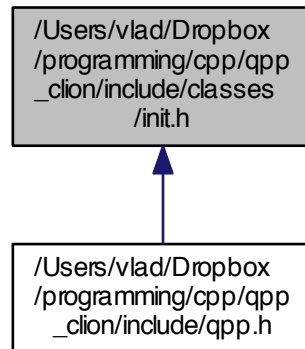 /Users/vlad/Dropbox
/programming/cpp/qpp
_clion/include/classes
/init.h
/Users/vlad/Dropbox
/programming/cpp/qpp
_clion/include/qpp.h